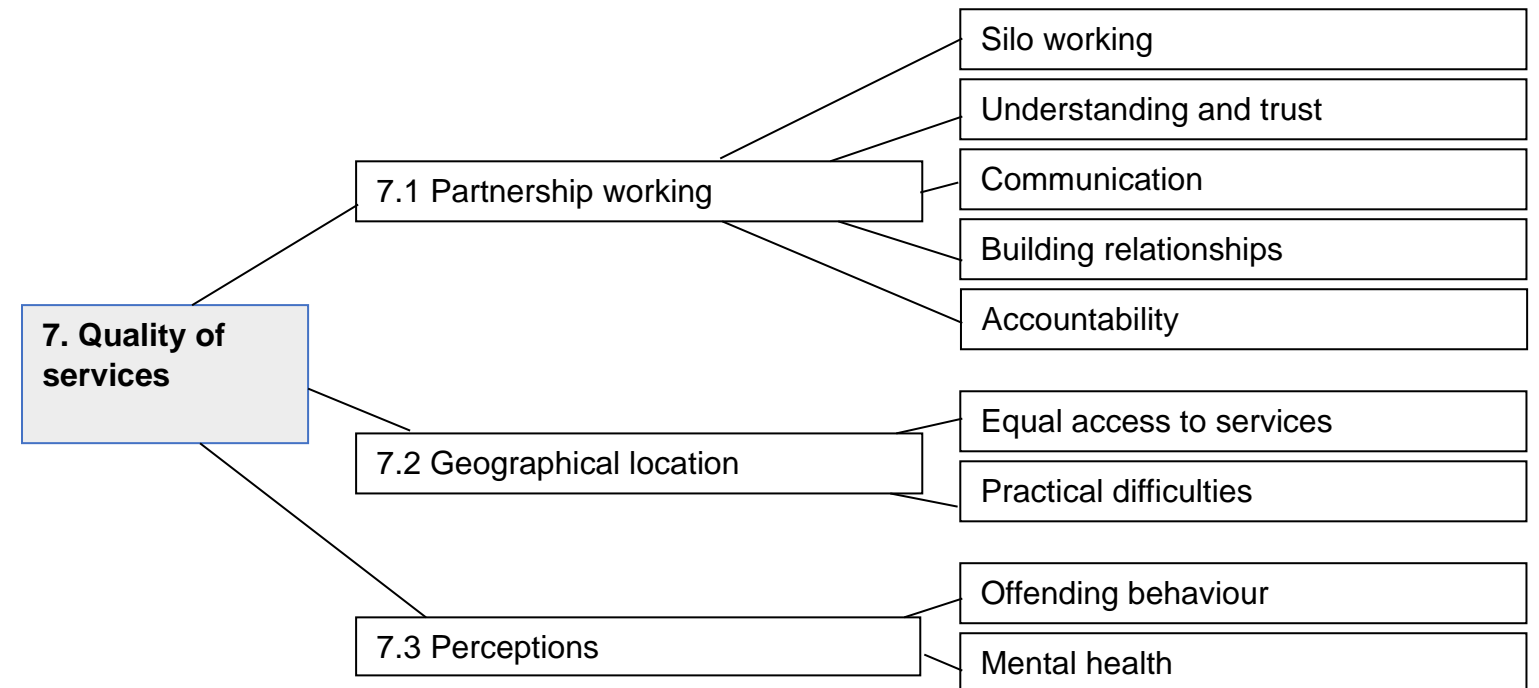 7. Quality of
services
7.1 Partnership working
Silo working
Understanding and trust
Communication
Building relationships
Accountability
7.2 Geographical location
Equal access to services
Practical difficulties
7.3 Perceptions
Offending behaviour
Mental health